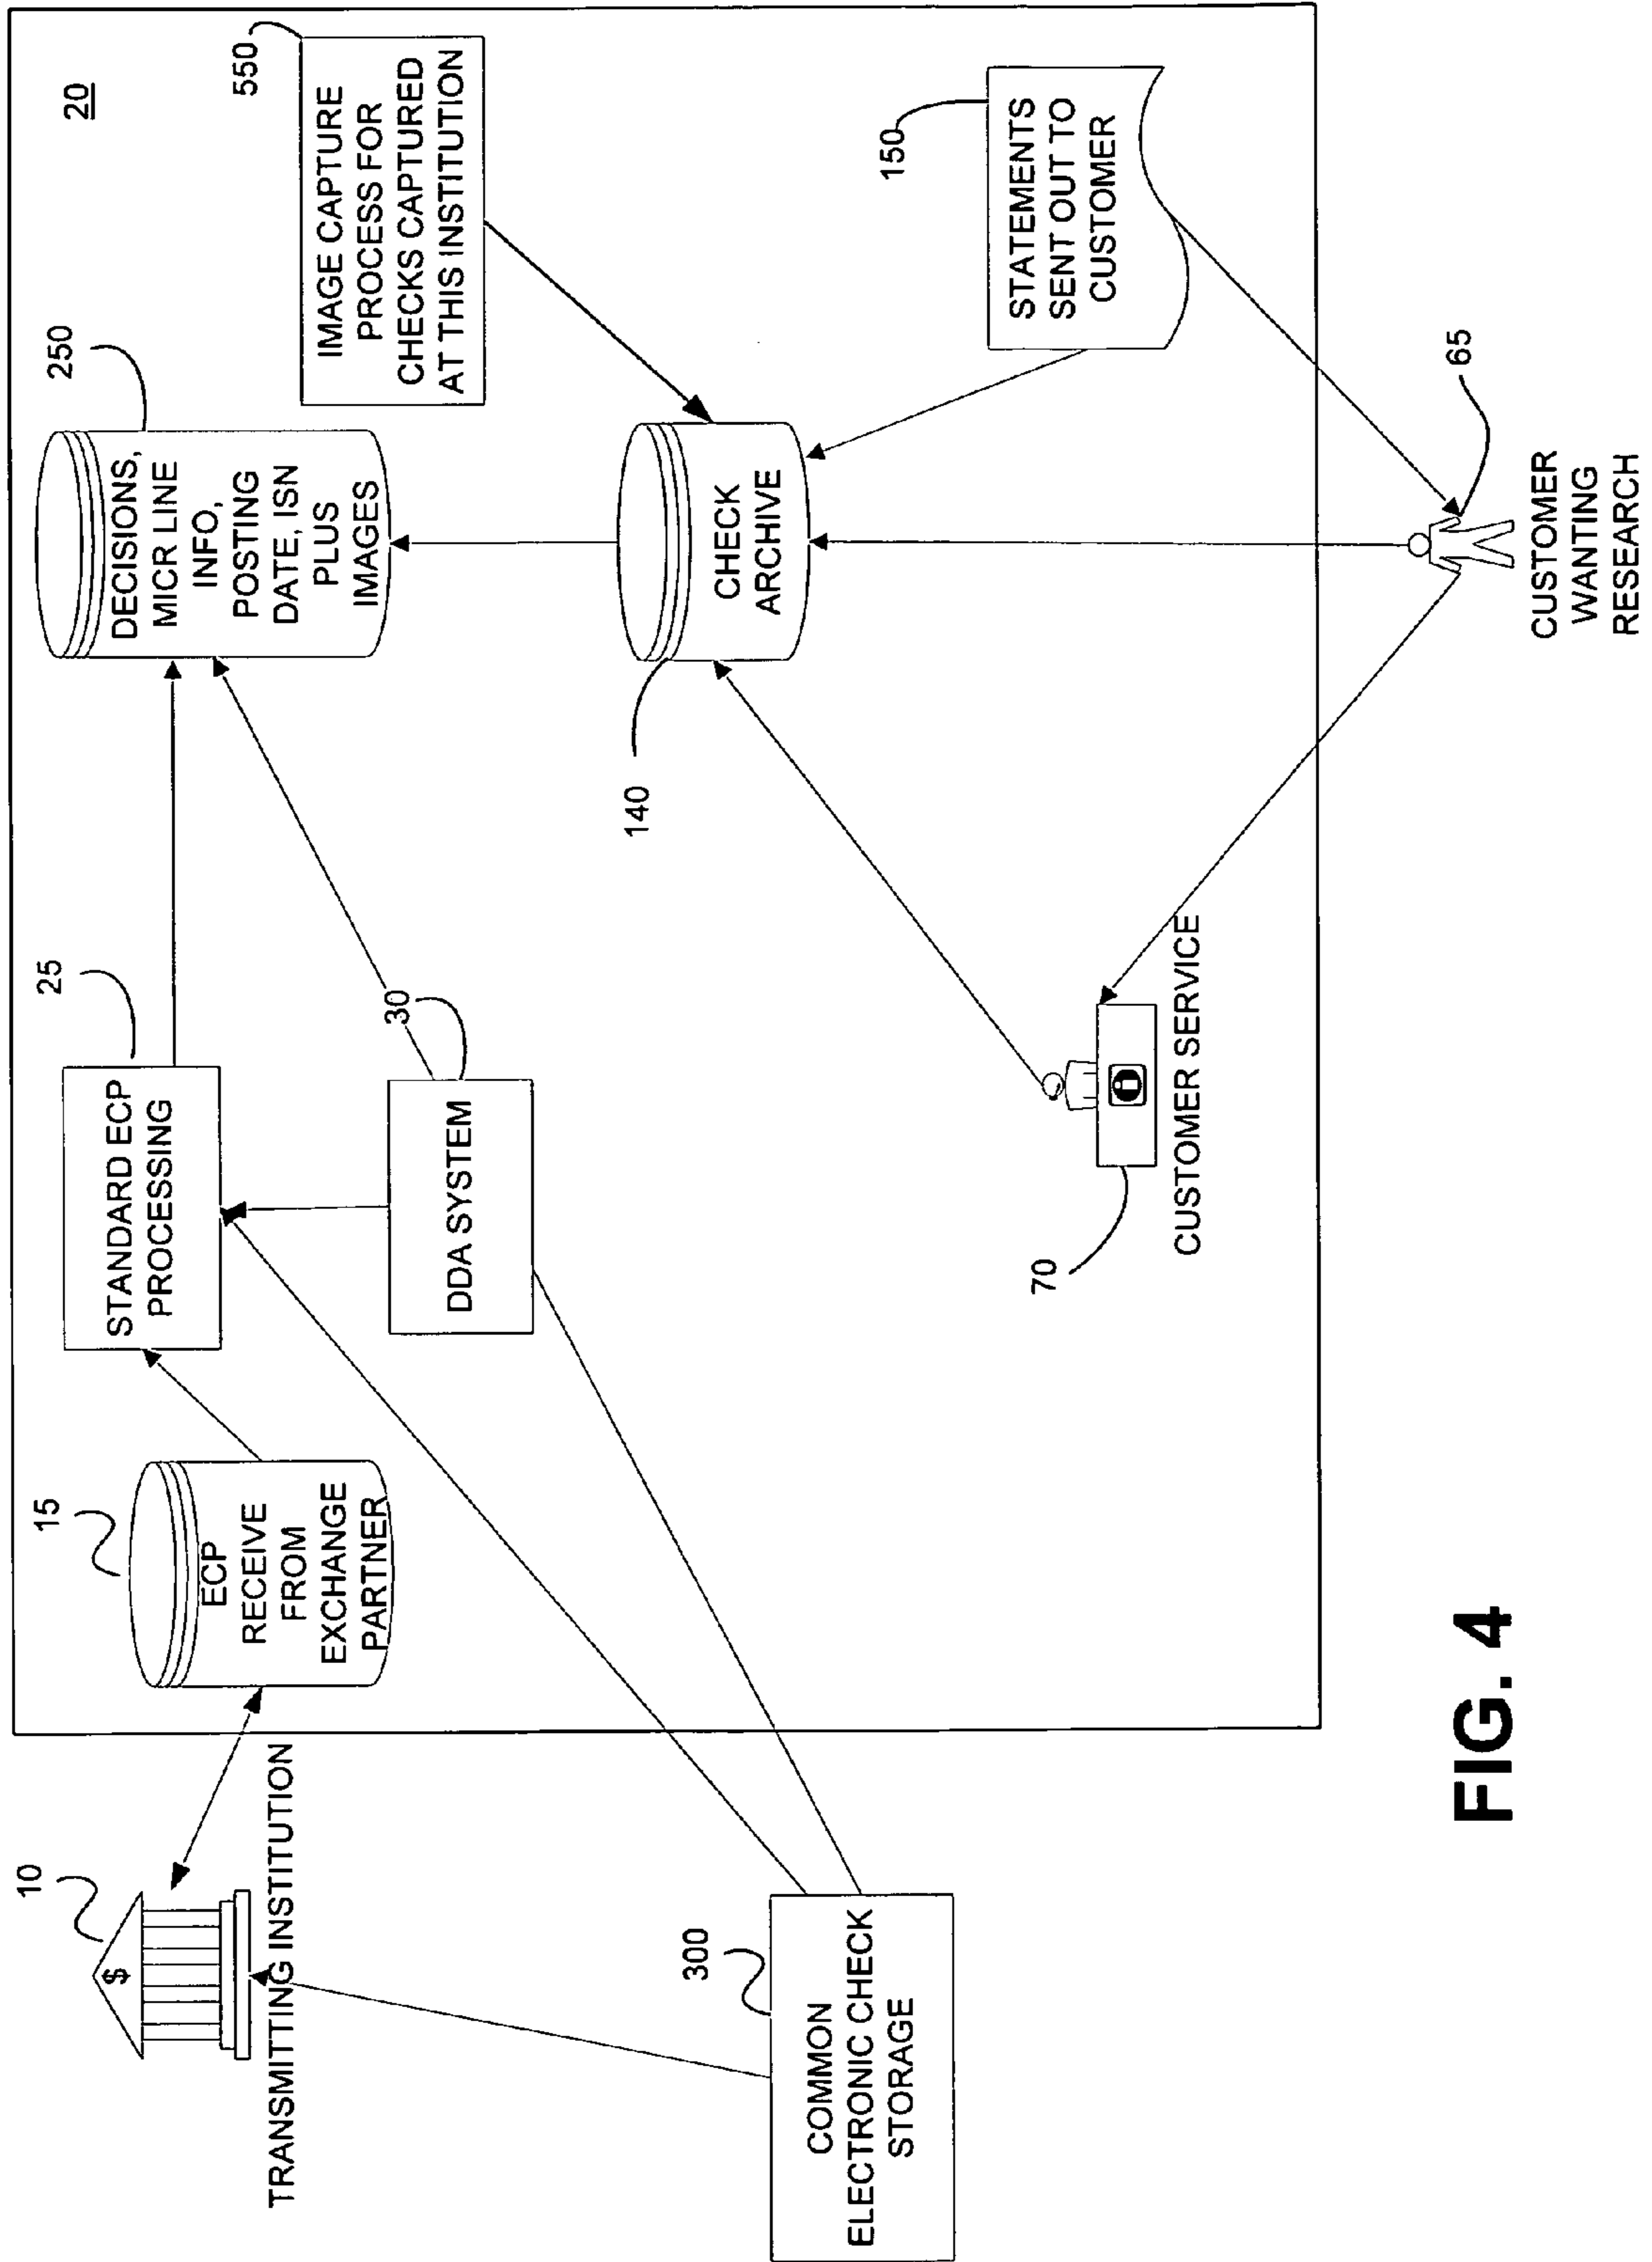 10
$
TRANSMITTING INSTITUTION
15
ECP
RECEIVE
FROM
EXCHANGE
PARTNER
25
STANDARD ECP
PROCESSING
250
DECISIONS,
MICR LINE
INFO,
POSTING
DATE, ISN
PLUS
IMAGES
20
550
IMAGE CAPTURE
PROCESS FOR
CHECKS CAPTURED
AT THIS INSTITUTION
30
DDA SYSTEM
300
COMMON
ELECTRONIC CHECK
STORAGE
140
CHECK
ARCHIVE
150
STATEMENTS
SENT OUT TO
CUSTOMER
70
i
CUSTOMER SERVICE
65
CUSTOMER
WANTING
RESEARCH
FIG. 4